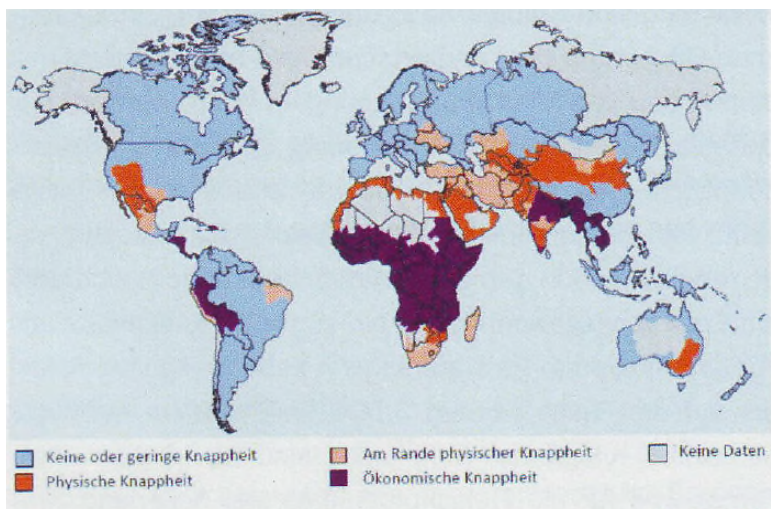 Keine oder geringe Knappheit
Am Rande physischer Knappheit
Keine Daten
Physische Knappheit
Ökonomische Knappheit